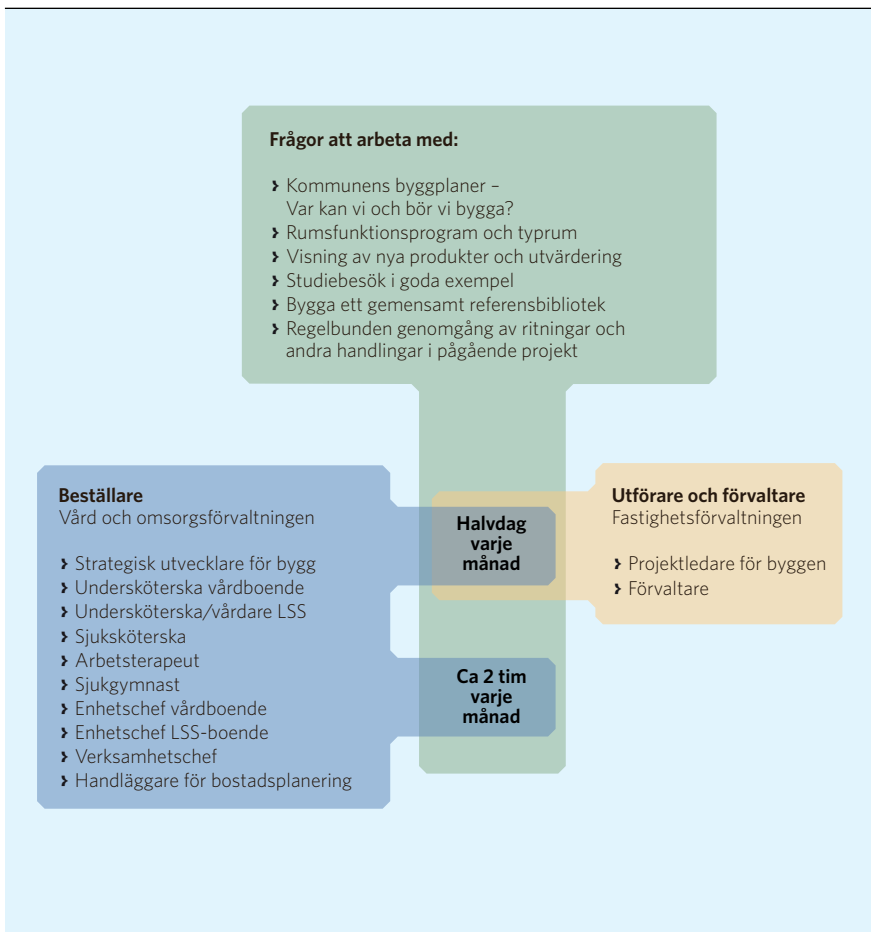 Frågor att arbeta med:
❯ Kommunens byggplaner –
Var kan vi och bör vi bygga?
❯ Rumsfunktionsprogram och typrum
❯ Visning av nya produkter och utvärdering
❯ Studiebesök i goda exempel
❯ Bygga ett gemensamt referensbibliotek
❯ Regelbunden genomgång av ritningar och
andra handlingar i pågående projekt
Beställare
Vård och omsorgsförvaltningen
❯ Strategisk utvecklare för bygg
❯ Undersköterska vårdboende
❯ Undersköterska/vårdare LSS
❯ Sjuksköterska
❯ Arbetsterapeut
❯ Sjukgymnast
❯ Enhetschef vårdboende
❯ Enhetschef LSS-boende
❯ Verksamhetschef
❯ Handläggare för bostadsplanering
Halvdag
varje
månad
Ca 2 tim
varje
månad
Utförare och förvaltare
Fastighetsförvaltningen
❯ Projektledare för byggen
❯ Förvaltare